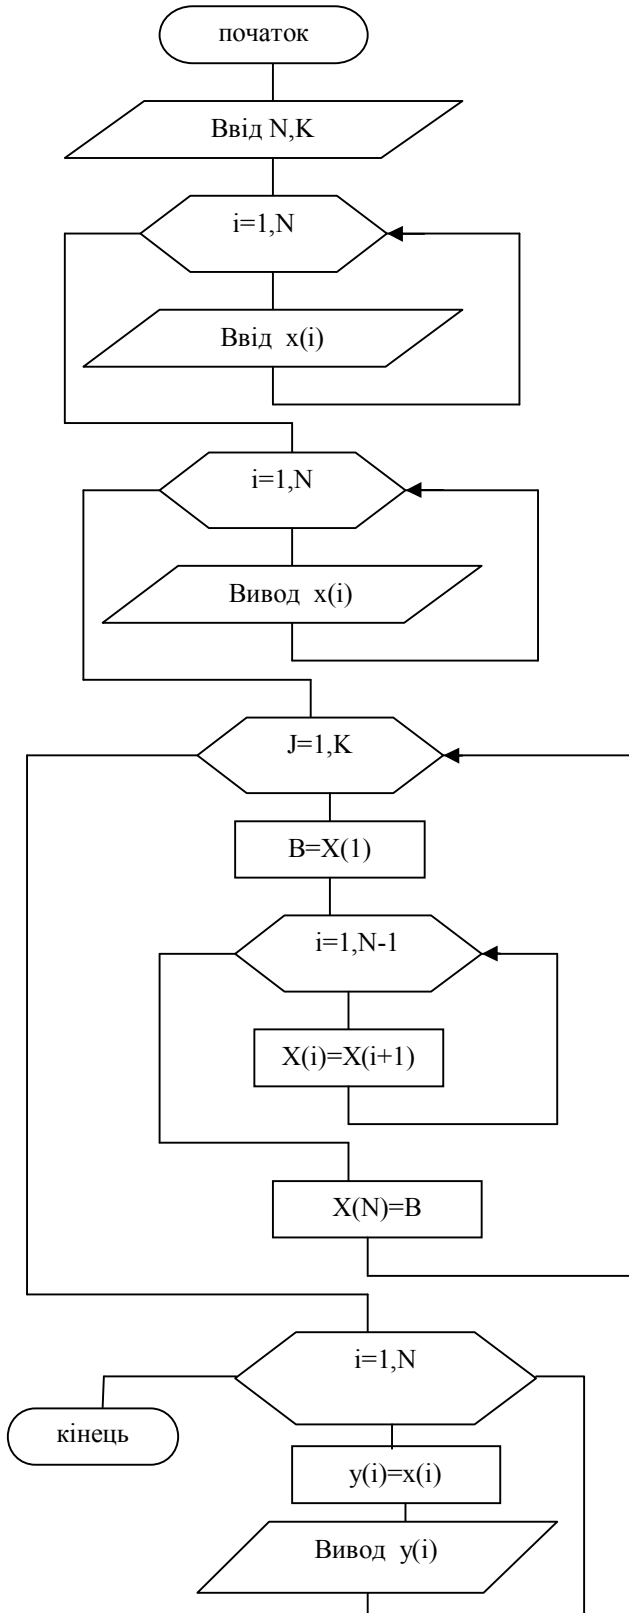 початок
Ввід N,K
i=1,N
Ввід x(i)
i=1,N
Вивод x(i)
J=1,K
B=X(1)
i=1,N-1
X(i)=X(i+1)
X(N)=B
i=1,N
кінець
y(i)=x(i)
Вивод y(i)